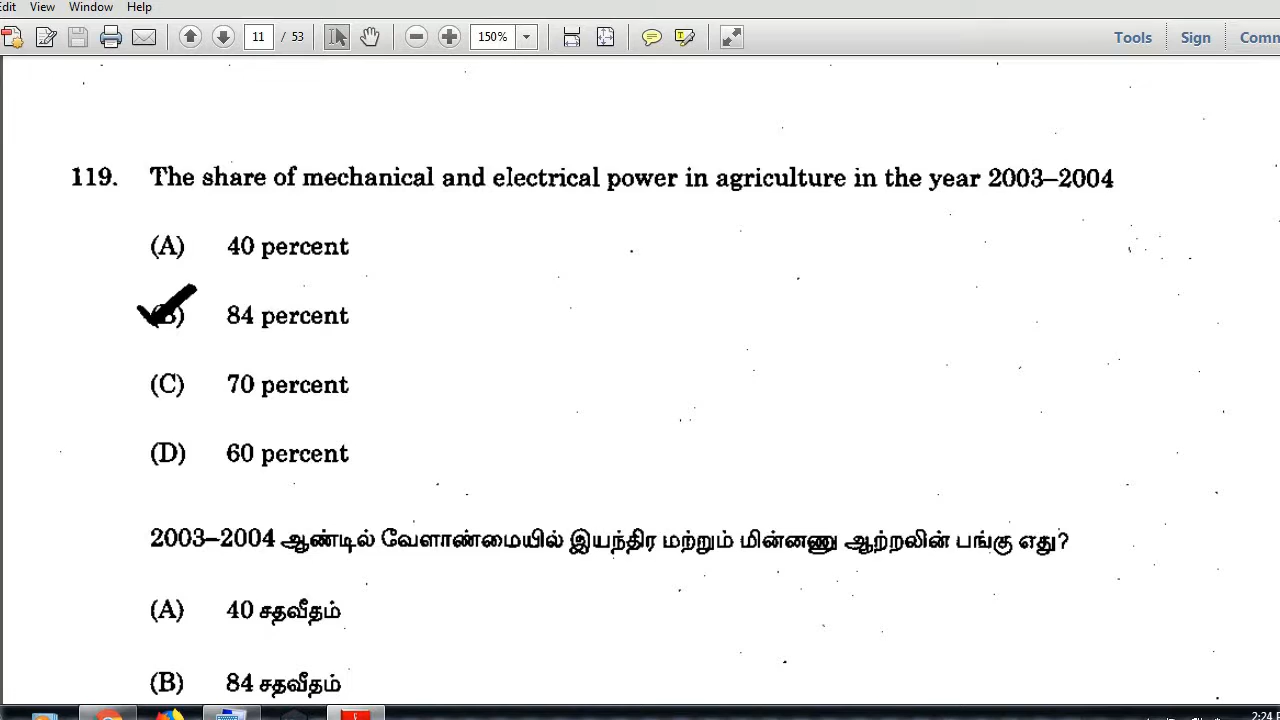 Edit View Window Help
11 / 53 150% Tools Sign Comm
119. The share of mechanical and electrical power in agriculture in the year 2003–2004
(A) 40 percent
(B) 84 percent
(C) 70 percent
(D) 60 percent
2003–2004 ஆண்டில் வேளாண்மையில் இயந்திர மற்றும் மின்னணு ஆற்றலின் பங்கு எது?
(A) 40 சதவீதம்
(B) 84 சதவீதம்
2:24